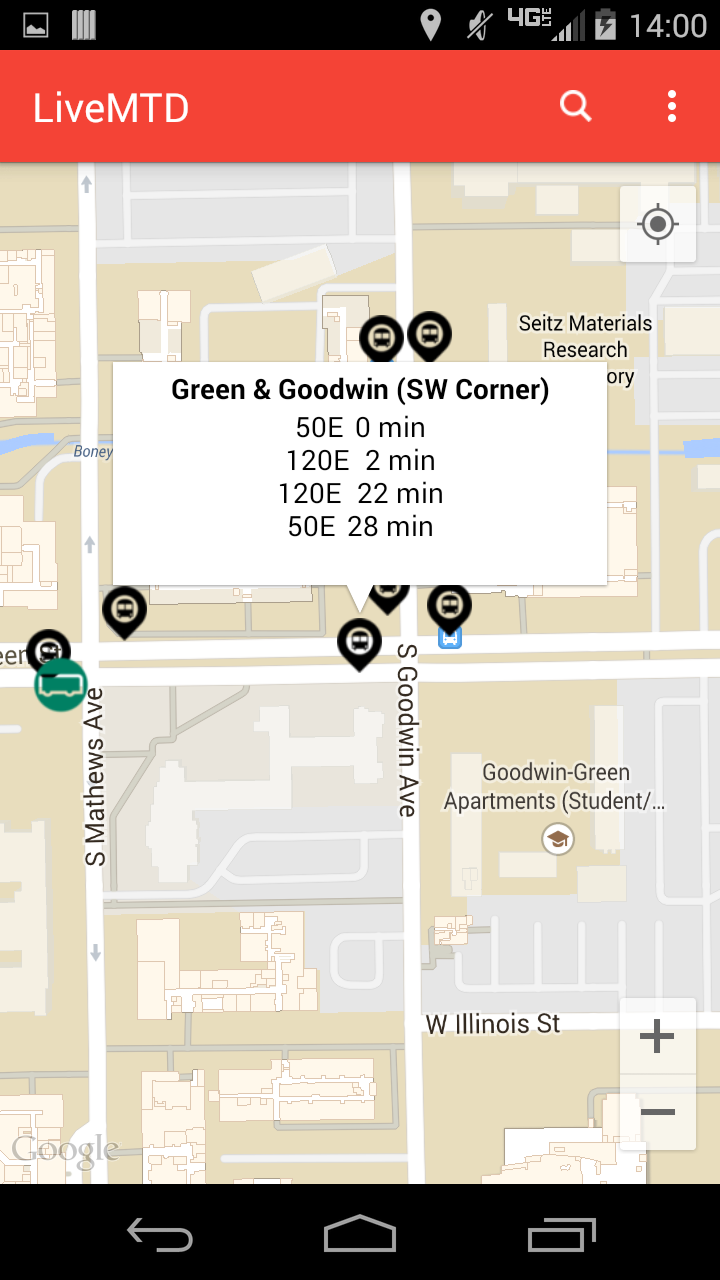 4G LTE 14:00
LiveMTD
Seitz Materials
Research
ory
Green & Goodwin (SW Corner)
50E 0 min
120E 2 min
120E 22 min
50E 28 min
Boney
een St
S Mathews Ave
S Goodwin Ave
Goodwin-Green
Apartments (Student/...
W Illinois St
Google